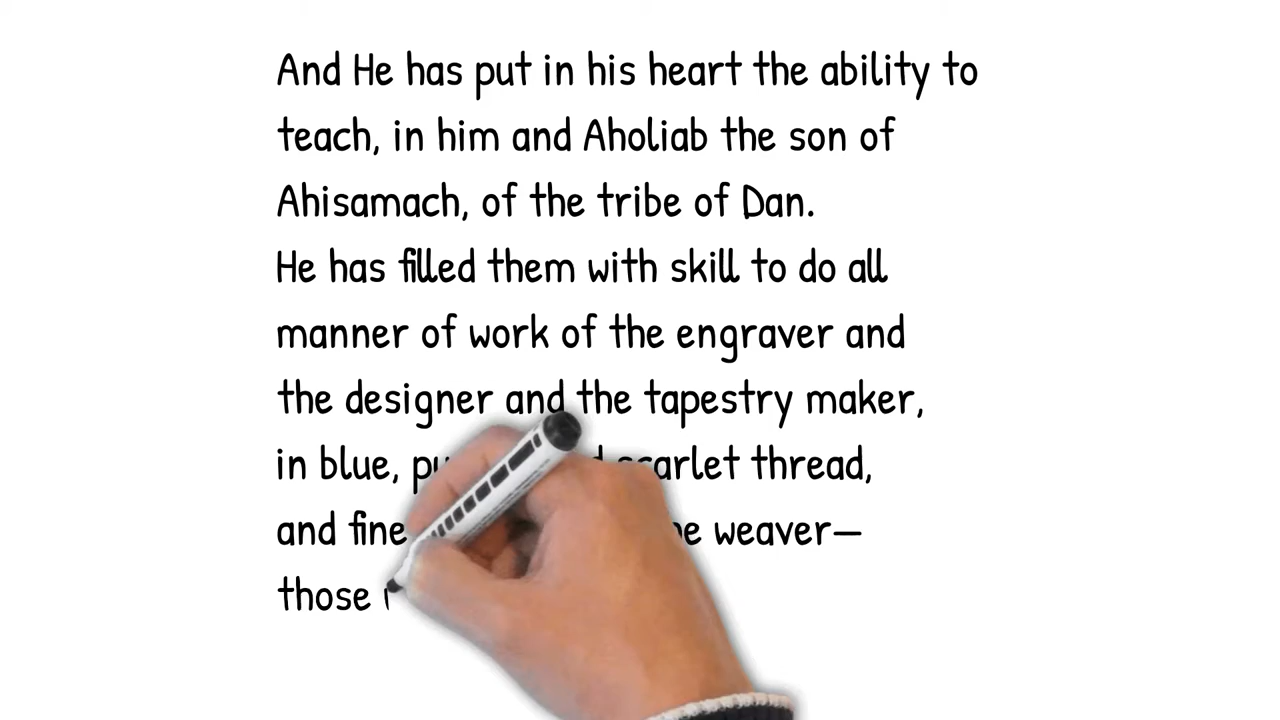 And He has put in his heart the ability to
teach, in him and Aholiab the son of
Ahisamach, of the tribe of Dan.
He has filled them with skill to do all
manner of work of the engraver and
the designer and the tapestry maker,
in blue, scarlet thread,
and fine weaver—
those